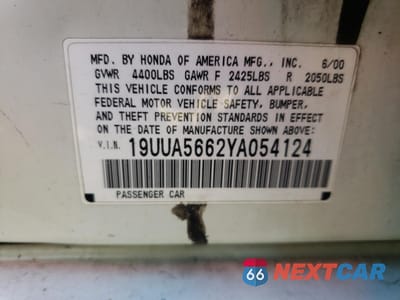 MFD. BY HONDA OF AMERICA MFG., INC. 6/00
GVWR 4400LBS GAWR F 2425LBS R 2050LBS
THIS VEHICLE CONFORMS TO ALL APPLICABLE
FEDERAL MOTOR VEHICLE SAFETY, BUMPER,
AND THEFT PREVENTION STANDARDS IN EFFECT
ON THE DATE OF MANUFACTURE SHOWN ABOVE:
V.I.N. 19UUA5662YA054124
PASSENGER CAR
66 NEXTCAR